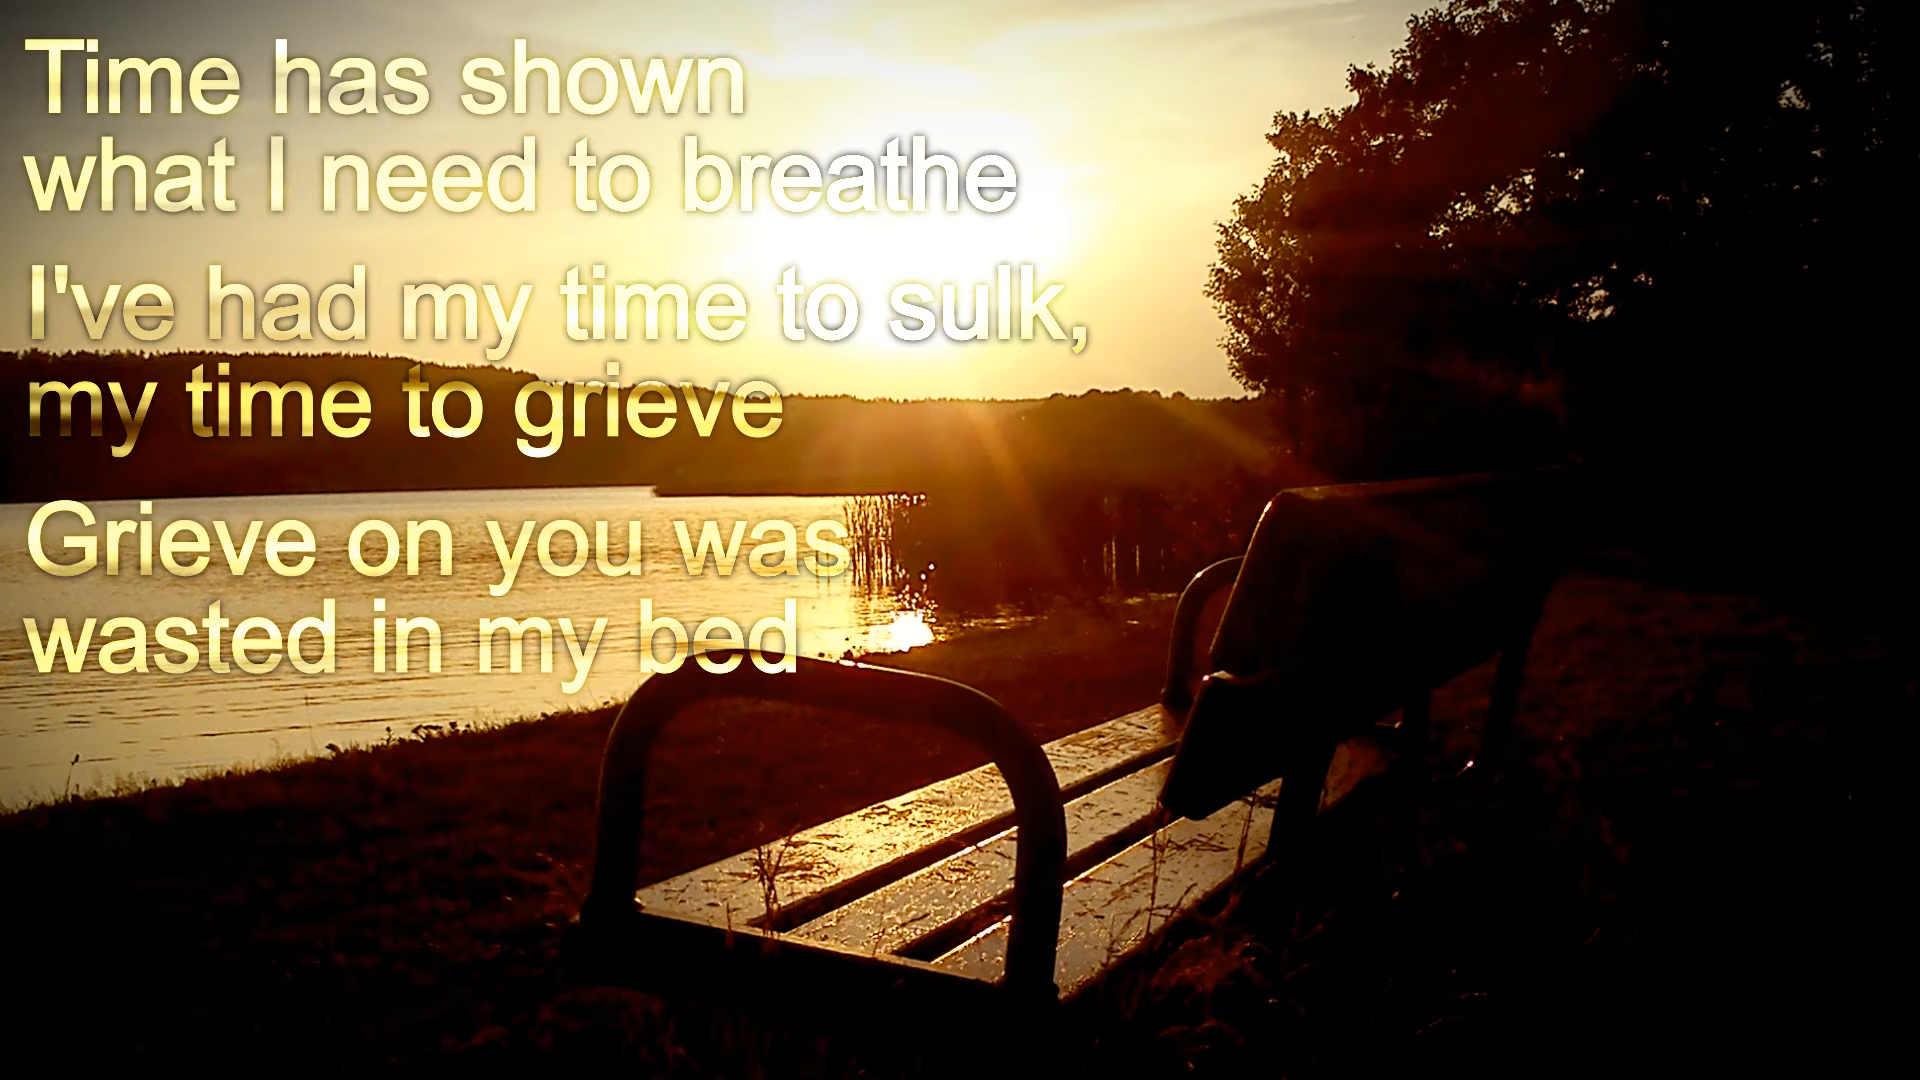 Time has shown
what I need to breathe
I've had my time to sulk,
my time to grieve
Grieve on you was
wasted in my bed